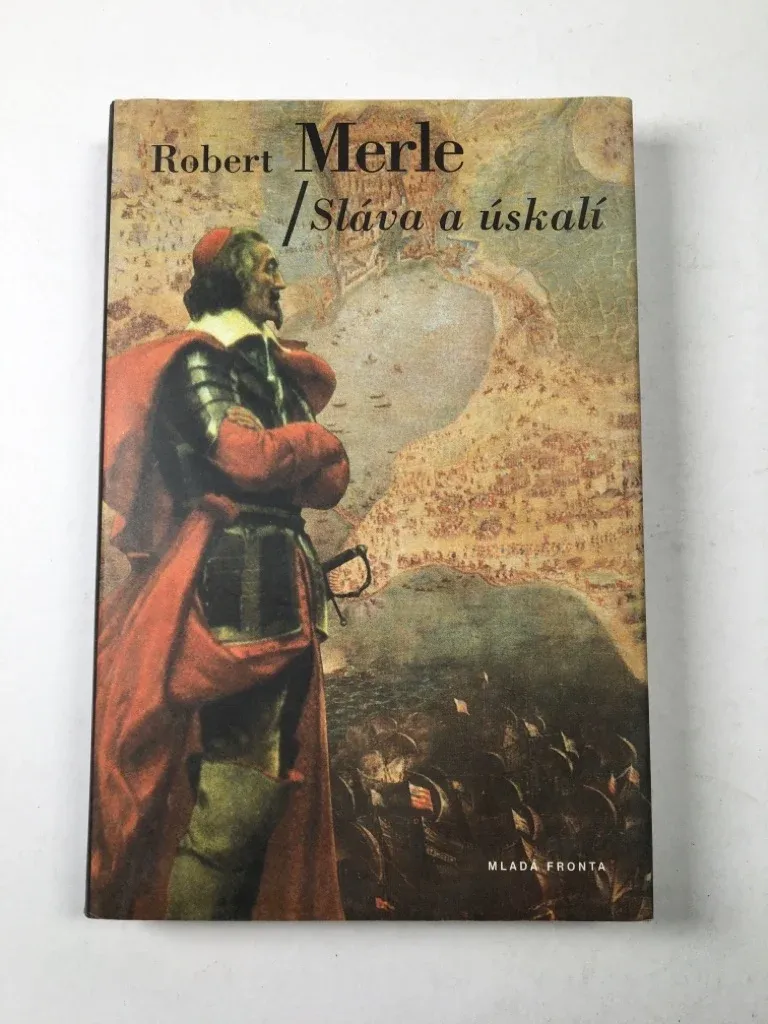 Robert Merle
/Sláva a úskalí
MLADÁ FRONTA